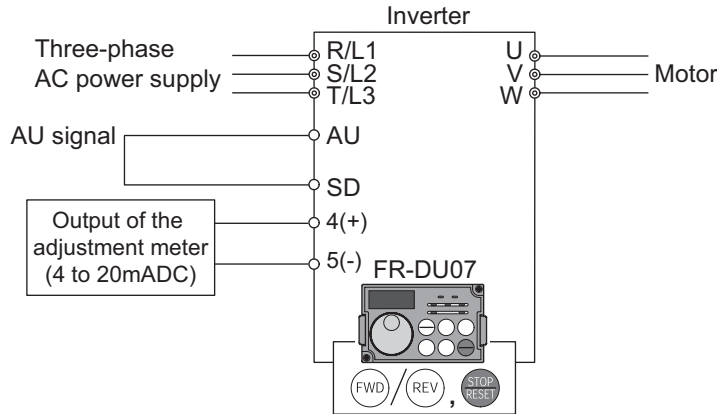 Inverter
Three-phase
AC power supply
R/L1
S/L2
T/L3
U
V
W
Motor
AU signal
AU
SD
Output of the
adjustment meter
(4 to 20mADC)
4(+)
5(-)
FR-DU07
FWD / REV , STOP
RESET